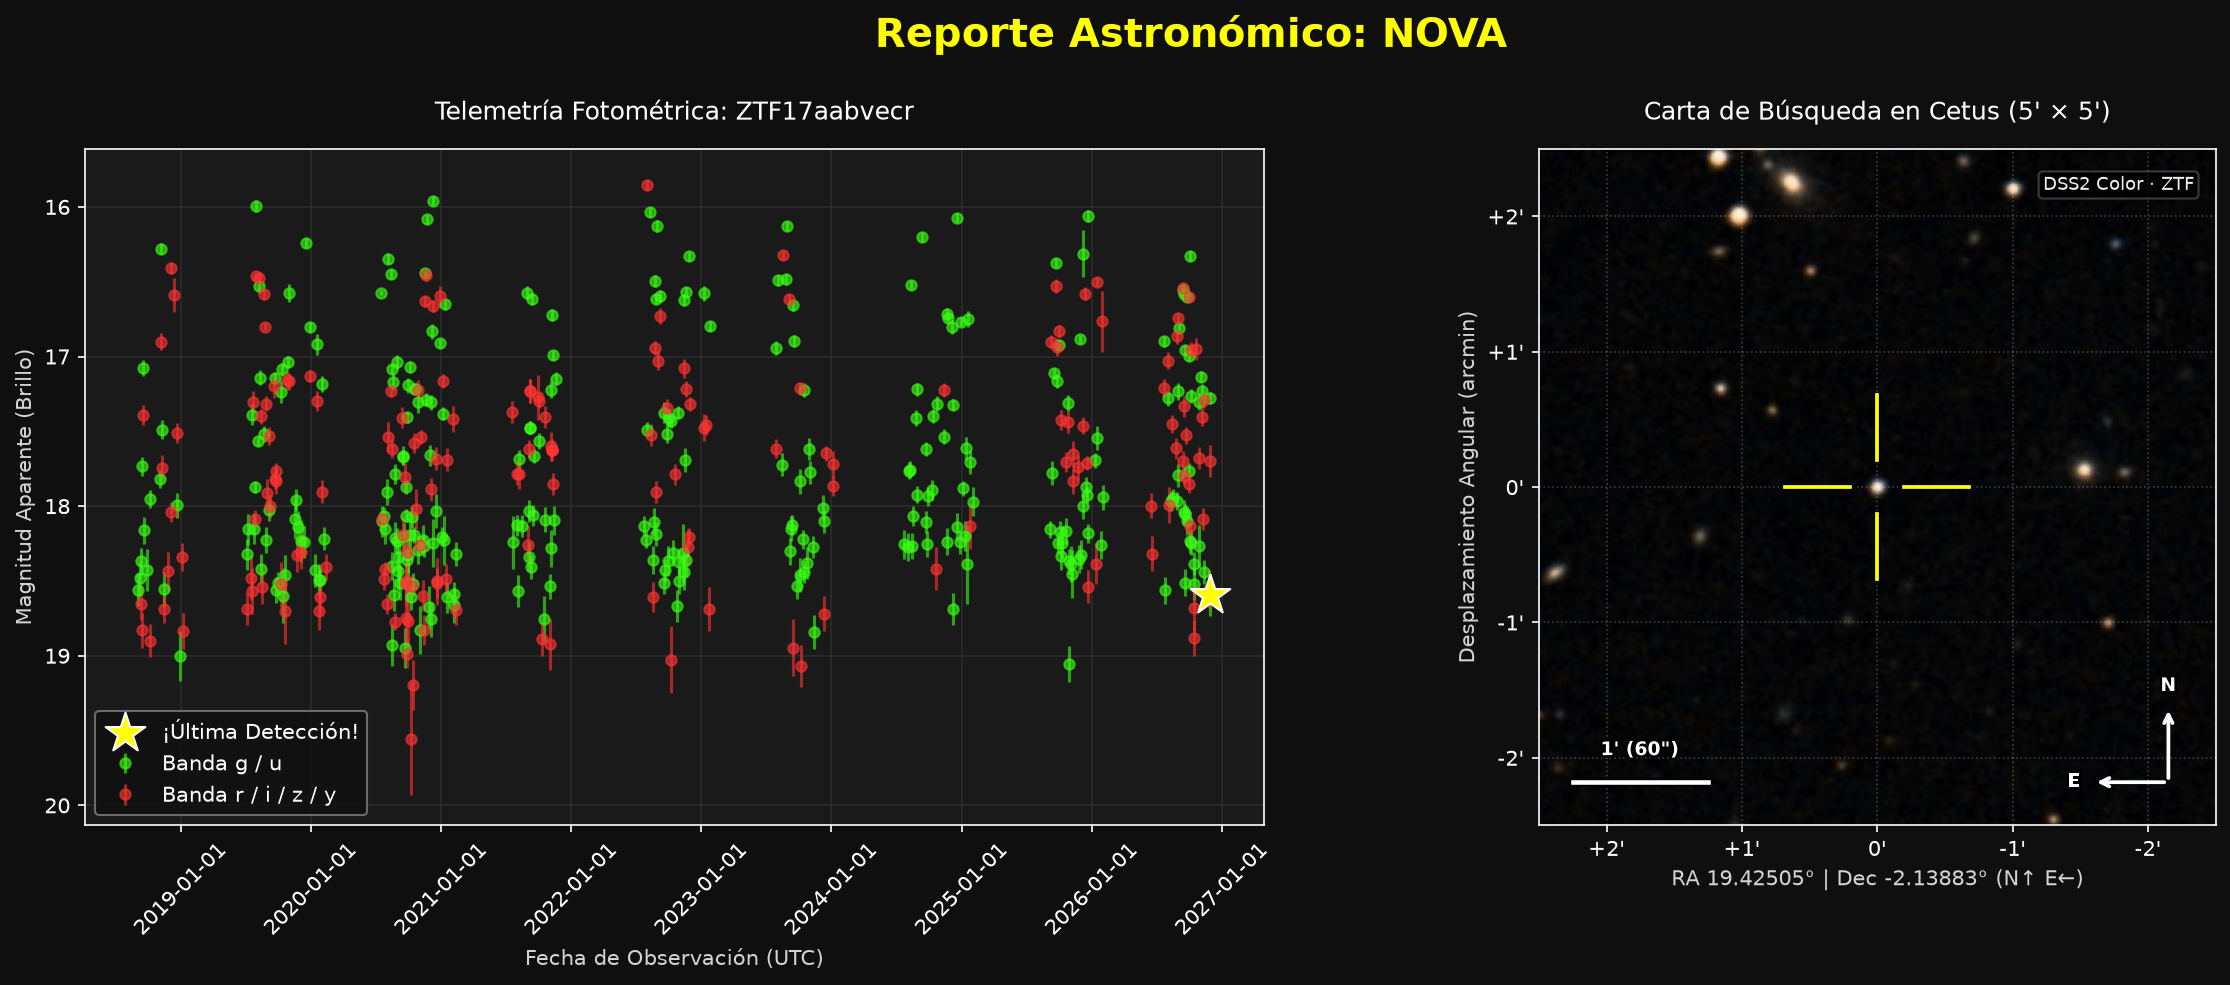 Reporte Astronómico: NOVA
Telemetría Fotométrica: ZTF17aabvecr
Magnitud Aparente (Brillo)
16
17
18
19
20
¡Última Detección!
Banda g / u
Banda r / i / z / y
2019-01-01
2020-01-01
2021-01-01
2022-01-01
2023-01-01
2024-01-01
2025-01-01
2026-01-01
2027-01-01
Fecha de Observación (UTC)
Carta de Búsqueda en Cetus (5' × 5')
DSS2 Color · ZTF
Desplazamiento Angular (arcmin)
+2'
+1'
0'
-1'
-2'
N
E
1' (60")
+2'
+1'
0'
-1'
-2'
RA 19.42505° | Dec -2.13883° (N↑ E←)